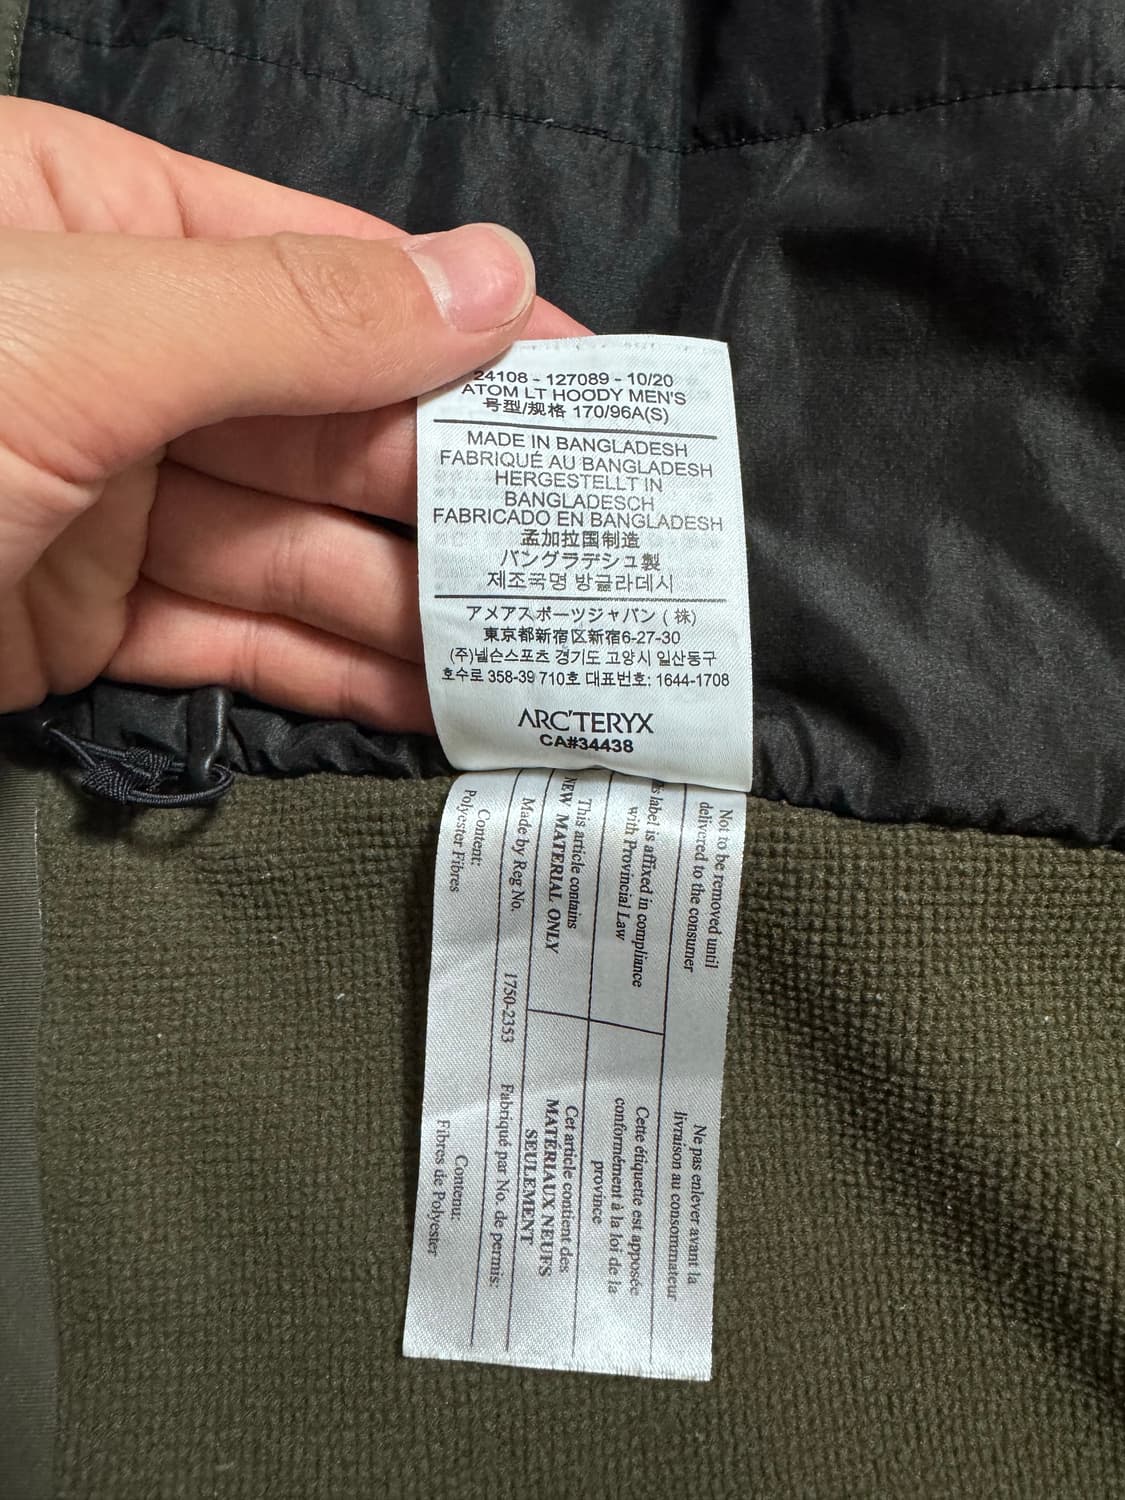 24108 - 127089 - 10/20
ATOM LT HOODY MEN'S
号型/规格 170/96A(S)
MADE IN BANGLADESH
FABRIQUÉ AU BANGLADESH
HERGESTELLT IN
BANGLADESCH
FABRICADO EN BANGLADESH
孟加拉国制造
バングラデシュ製
제조국명 방글라데시
アメアスポーツジャパン (株)
東京都新宿区新宿6-27-30
(주)넬슨스포츠 경기도 고양시 일산동구
호수로 358-39 710호 대표번호: 1644-1708
ARC'TERYX
CA#34438
Not to be removed until
delivered to the consumer
Ne pas enlever avant la
livraison au consommateur
label is affixed in compliance
with Provincial Law
Cette étiquette est apposée
conformément à la loi de la
province
This article contains
NEW MATERIAL ONLY
Cet article contient des
MATÉRIAUX NEUFS
SEULEMENT
Made by Reg No. 1750-2353 Fabriqué par No. de permis:
Content:
Polyester Fibres
Contenu:
Fibres de Polyester